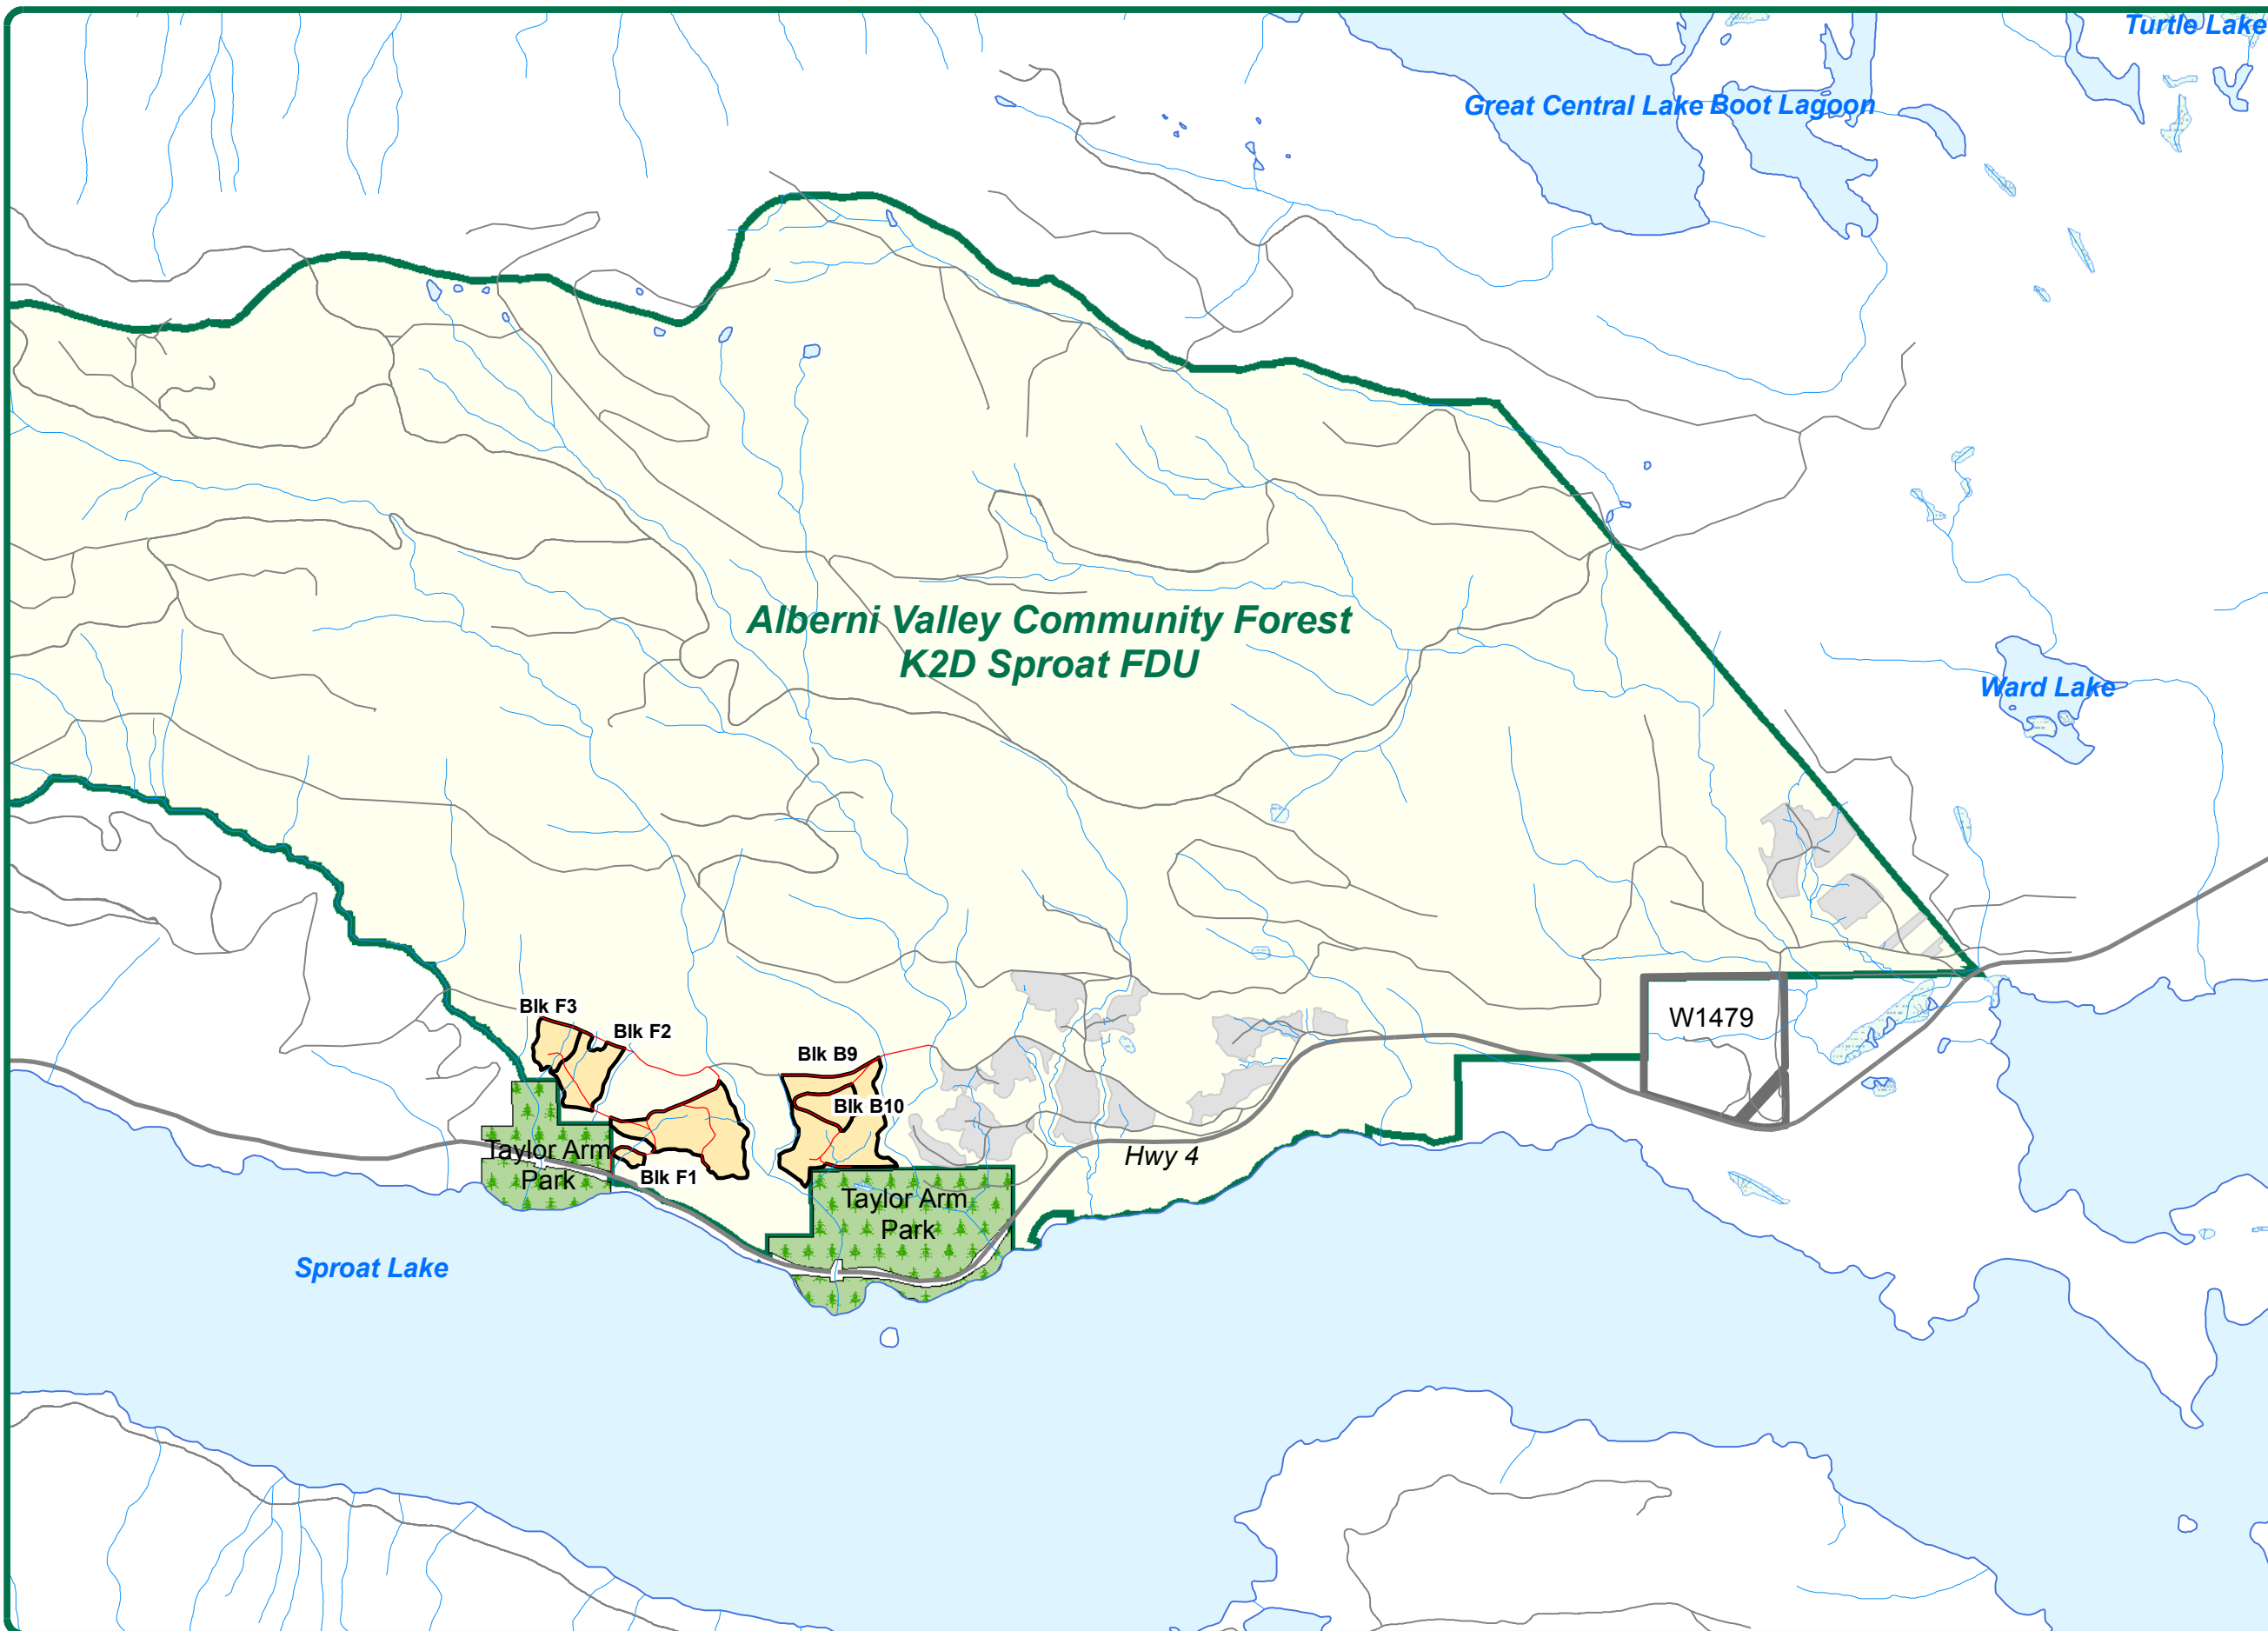 Turtle Lake
Great Central Lake
Boot Lagoon
Alberni Valley Community Forest
K2D Sproat FDU
Ward Lake
Blk F3
W1479
Blk F2
Blk B9
Blk B10
Taylor Arm
Park
Hwy 4
Blk F1
Taylor Arm
Park
Sproat Lake